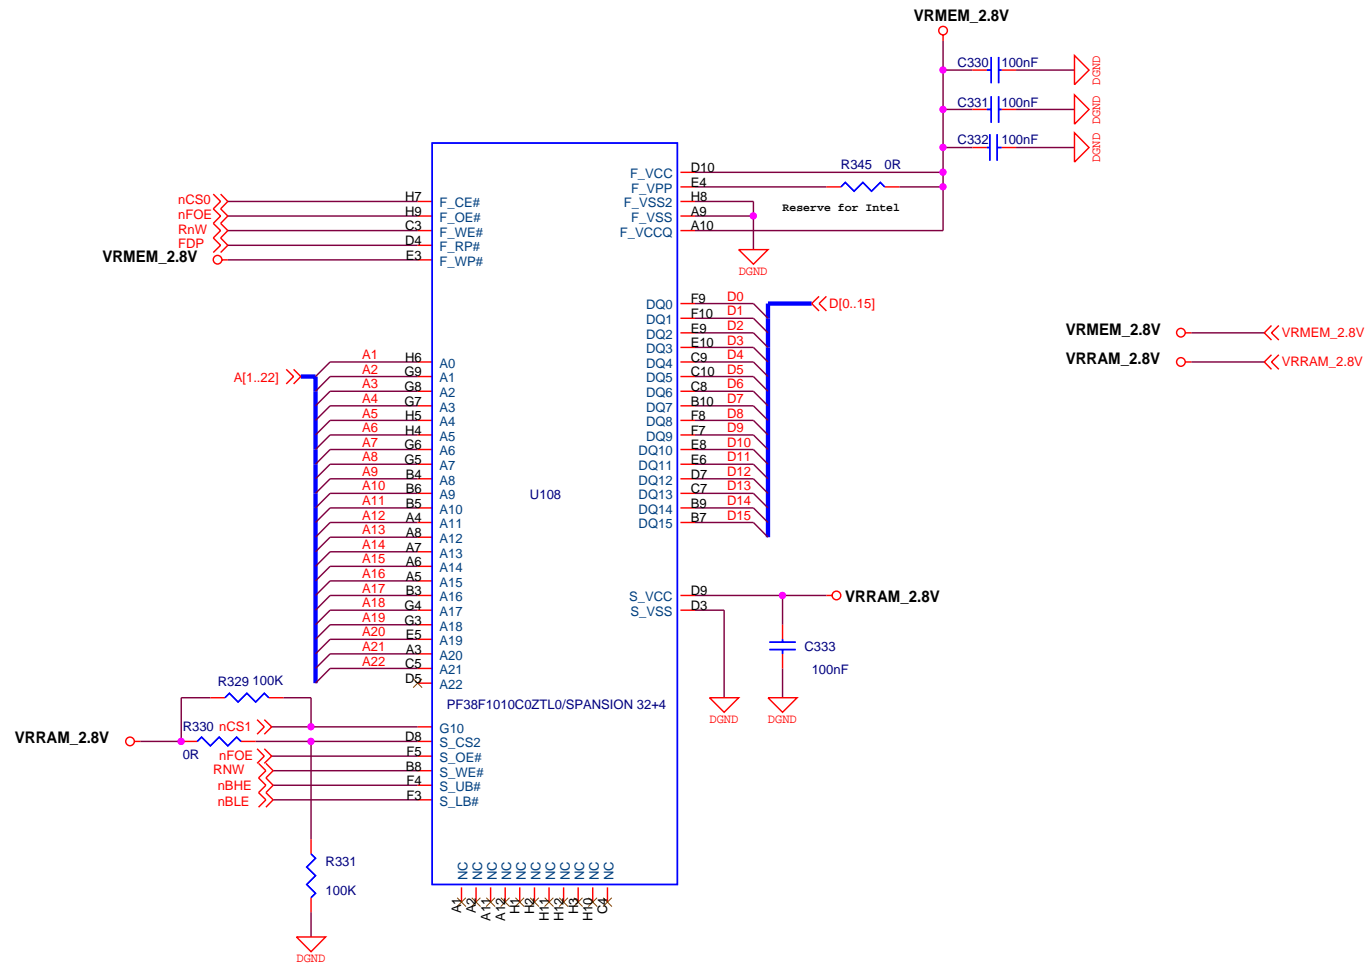 VRMEM_2.8V
C330 100nF DGND
C331 100nF DGND
C332 100nF DGND
R345 0R
Reserve for Intel
F_VCC D10
F_VPP E4
F_VSS2 H8
F_VSS A9
F_VCCQ A10
DGND
nCS0 H7 F_CE#
nFOE H9 F_OE#
RnW C3 F_WE#
FDP D4 F_RP#
VRMEM_2.8V E3 F_WP#
DQ0 F9 D0
DQ1 F10 D1
DQ2 E9 D2
DQ3 E10 D3
DQ4 C9 D4
DQ5 C10 D5
DQ6 C8 D6
DQ7 B10 D7
DQ8 F8 D8
DQ9 F7 D9
DQ10 E8 D10
DQ11 E6 D11
DQ12 D7 D12
DQ13 C7 D13
DQ14 B9 D14
DQ15 B7 D15
D[0..15]
VRMEM_2.8V VRMEM_2.8V
VRRAM_2.8V VRRAM_2.8V
A[1..22]
A1 H6 A0
A2 G9 A1
A3 G8 A2
A4 G7 A3
A5 H5 A4
A6 H4 A5
A7 G6 A6
A8 G5 A7
A9 B4 A8
A10 B6 A9
A11 B5 A10
A12 A4 A11
A13 A8 A12
A14 A7 A13
A15 A6 A14
A16 A5 A15
A17 B3 A16
A18 G4 A17
A19 G3 A18
A20 E5 A19
A21 A3 A20
A22 C5 A21
D5 A22
U108
S_VCC D9 VRRAM_2.8V
S_VSS D3
C333
100nF
DGND DGND
PF38F1010C0ZTL0/SPANSION 32+4
R329 100K
nCS1 G10
VRRAM_2.8V R330 0R D8 S_CS2
nFOE F5 S_OE#
RNW B8 S_WE#
nBHE F4 S_UB#
nBLE F3 S_LB#
R331
100K
DGND
NC NC NC NC NC NC NC NC NC NC NC
A1 A2 A11 A12 H1 H2 H11 H12 H3 H10 C4